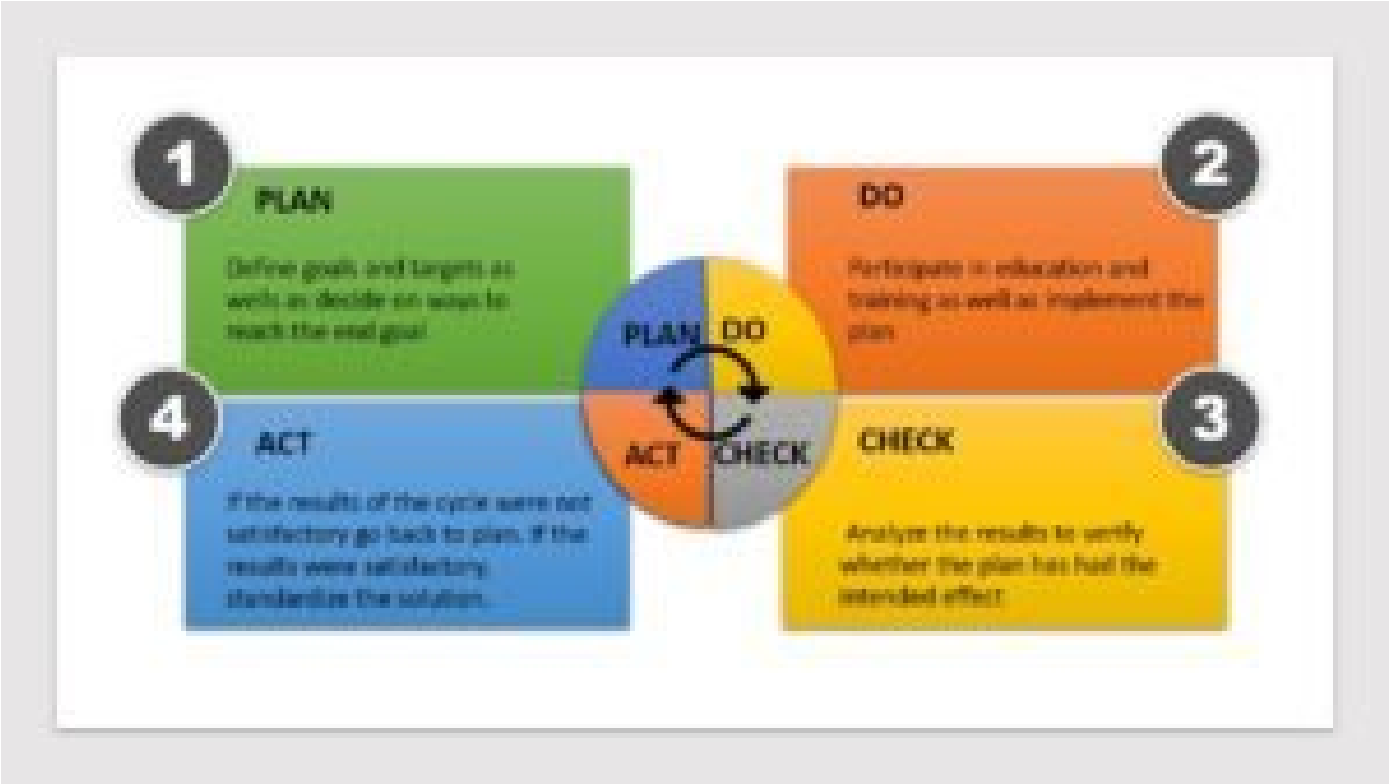 1
PLAN
Define goals and targets as
wells as decide on ways to
reach the end goal
2
DO
Participate in education and
training as well as implement the
plan
3
CHECK
Analyze the results to verify
whether the plan has had the
intended effect
4
ACT
If the results of the cycle were not
satisfactory go back to plan. If the
results were satisfactory,
standardize the solution.
PLAN
DO
ACT
CHECK